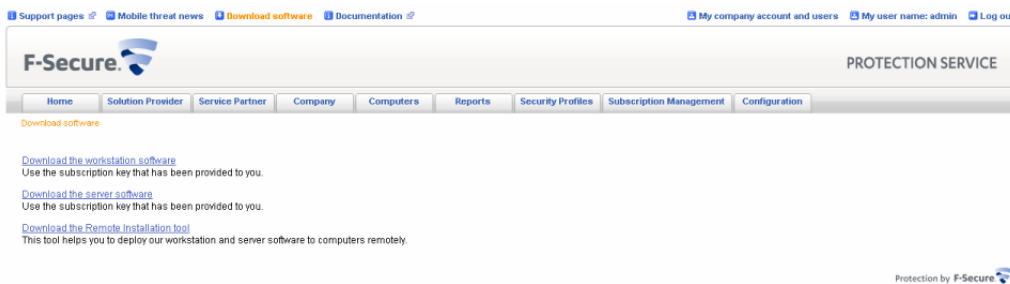 Support pages Mobile threat news Download software Documentation My company account and users My user name: admin Log ou
F-Secure. PROTECTION SERVICE
Home Solution Provider Service Partner Company Computers Reports Security Profiles Subscription Management Configuration
Download software
Download the workstation software
Use the subscription key that has been provided to you.
Download the server software
Use the subscription key that has been provided to you.
Download the Remote Installation tool
This tool helps you to deploy our workstation and server software to computers remotely.
Protection by F-Secure